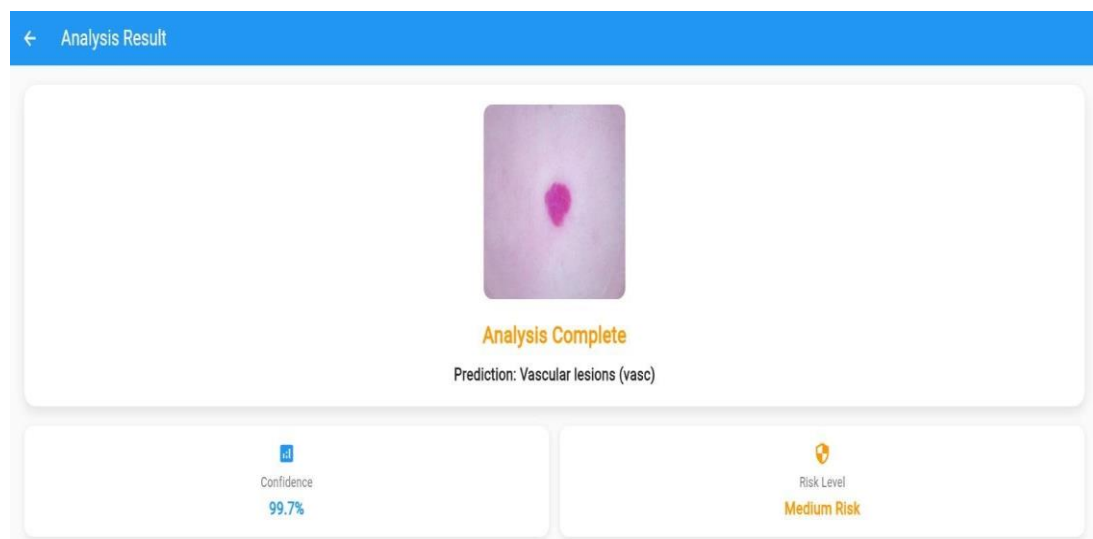 Analysis Result
Analysis Complete
Prediction: Vascular lesions (vasc)
Confidence
99.7%
Risk Level
Medium Risk